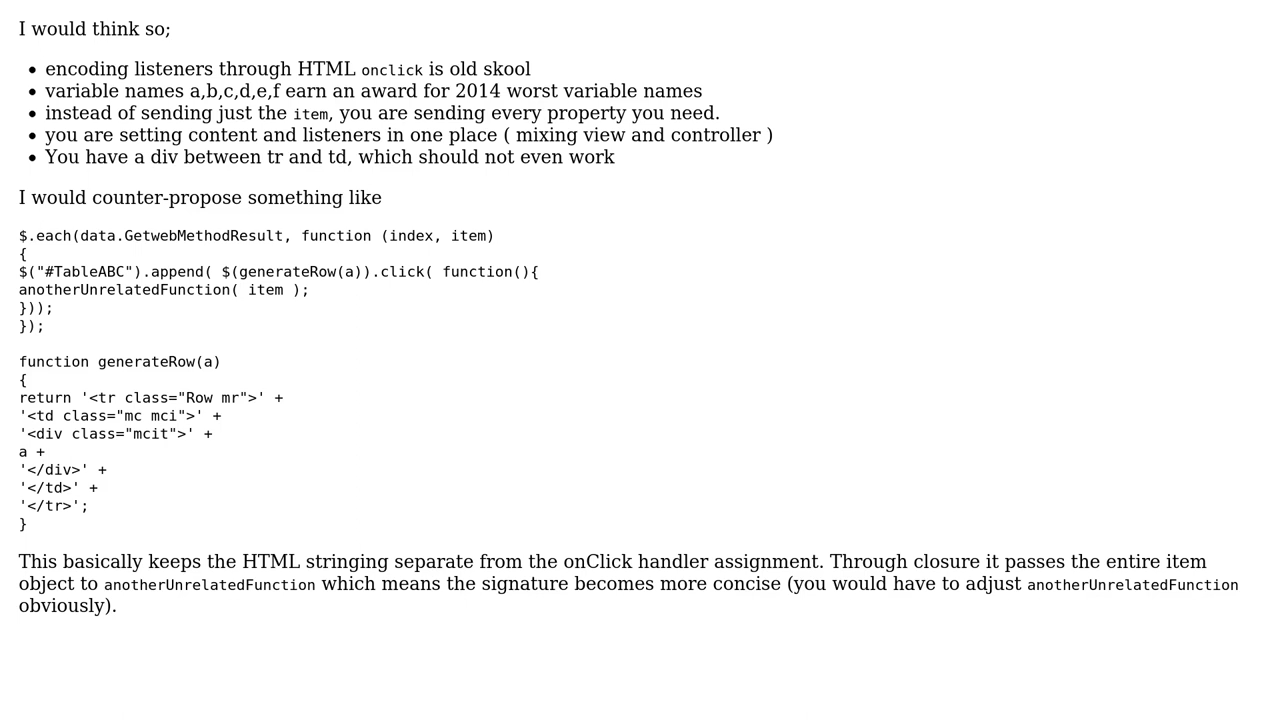 I would think so;
• encoding listeners through HTML onclick is old skool
• variable names a,b,c,d,e,f earn an award for 2014 worst variable names
• instead of sending just the item, you are sending every property you need.
• you are setting content and listeners in one place ( mixing view and controller )
• You have a div between tr and td, which should not even work
I would counter-propose something like
$.each(data.GetwebMethodResult, function (index, item)
{
$("#TableABC").append( $(generateRow(a)).click( function(){
anotherUnrelatedFunction( item );
}));
});

function generateRow(a)
{
return '<tr class="Row mr">' +
'<td class="mc mci">' +
'<div class="mcit">' +
a +
'</div>' +
'</td>' +
'</tr>';
}
This basically keeps the HTML stringing separate from the onClick handler assignment. Through closure it passes the entire item
object to anotherUnrelatedFunction which means the signature becomes more concise (you would have to adjust anotherUnrelatedFunction
obviously).